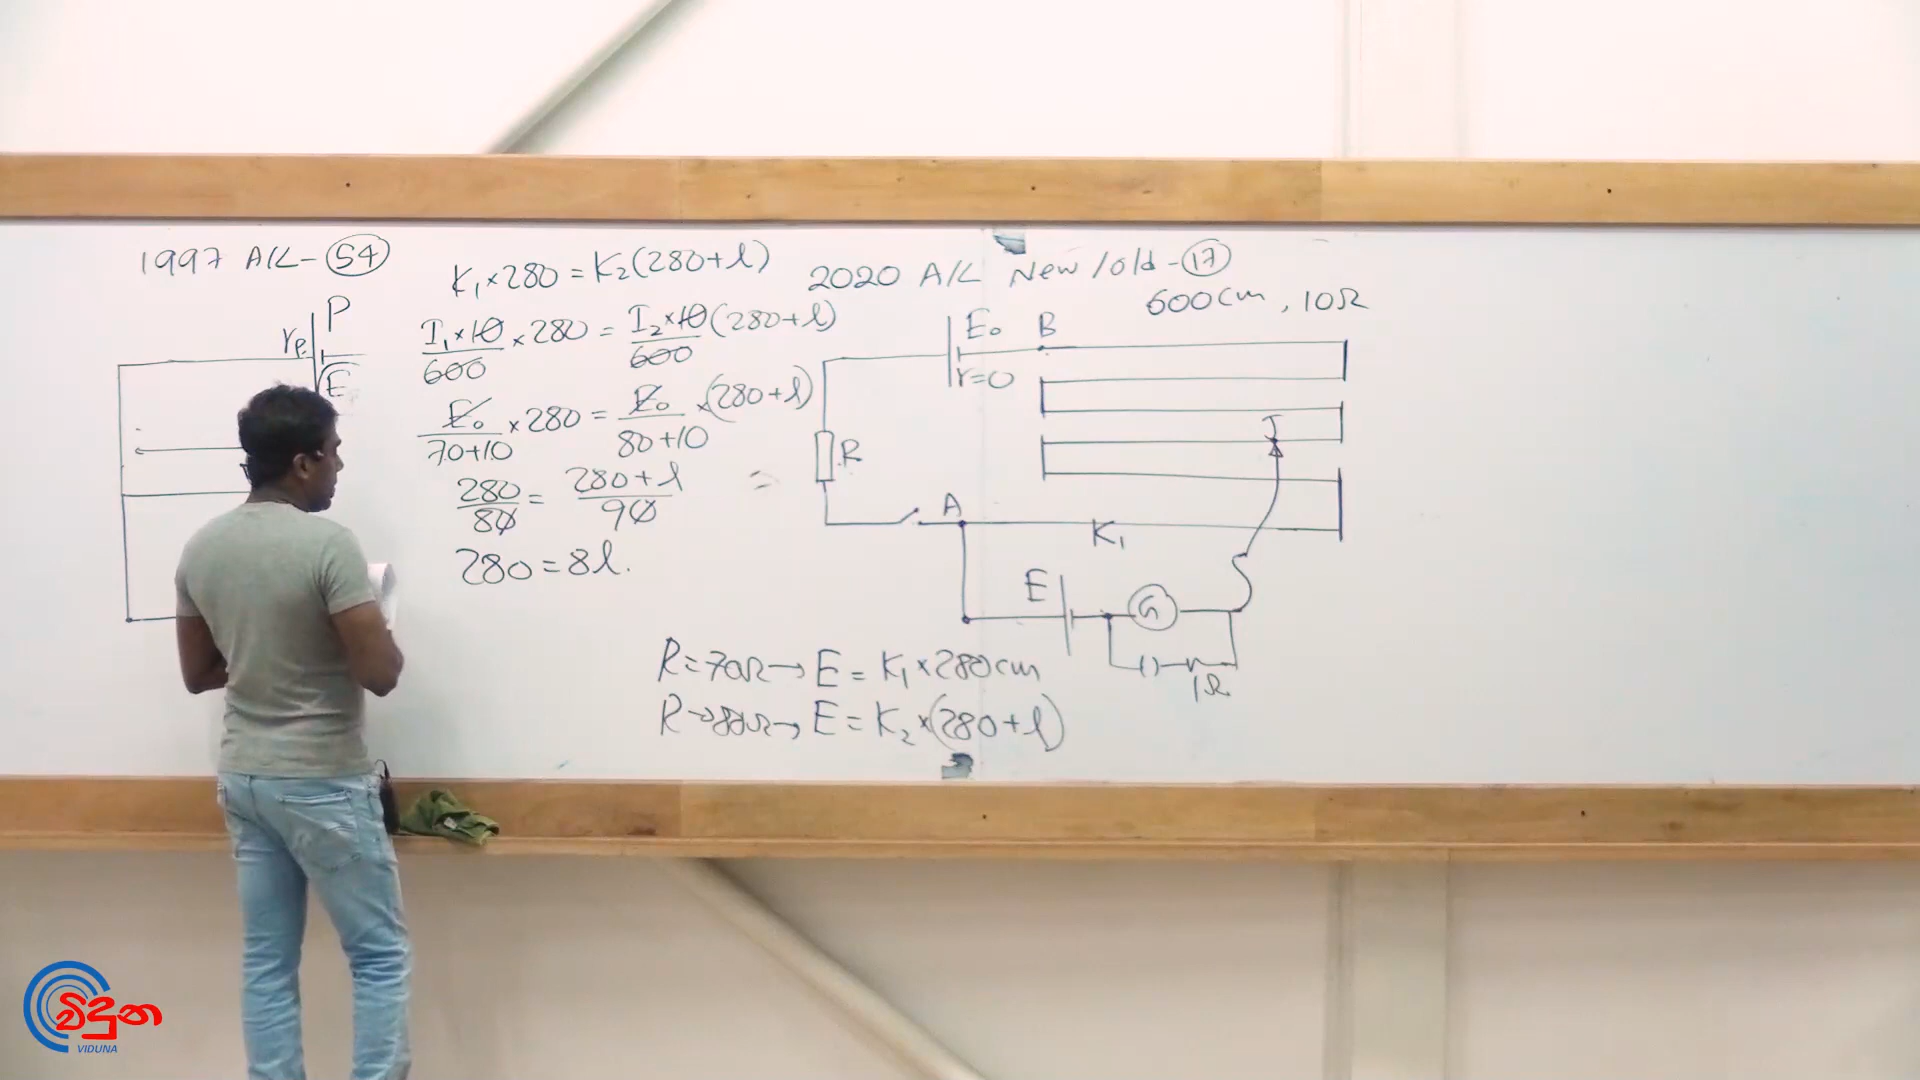 1997 A/L - 54
P
rₚ
E
K₁ × 280 = K₂(280+l)
I₁×10/600 × 280 = I₂×10/600 (280+l)
E₀/70+10 × 280 = E₀/80+10 × (280+l)
280/80 = 280+l/90
280 = 8l.
=
2020 A/L New/old - 17
600cm, 10Ω
E₀ B
r=0
J
R
A
K₁
E
G
1Ω
R=70Ω → E = K₁ × 280cm
R→80Ω → E = K₂ × (280+l)
විදුන
VIDUNA